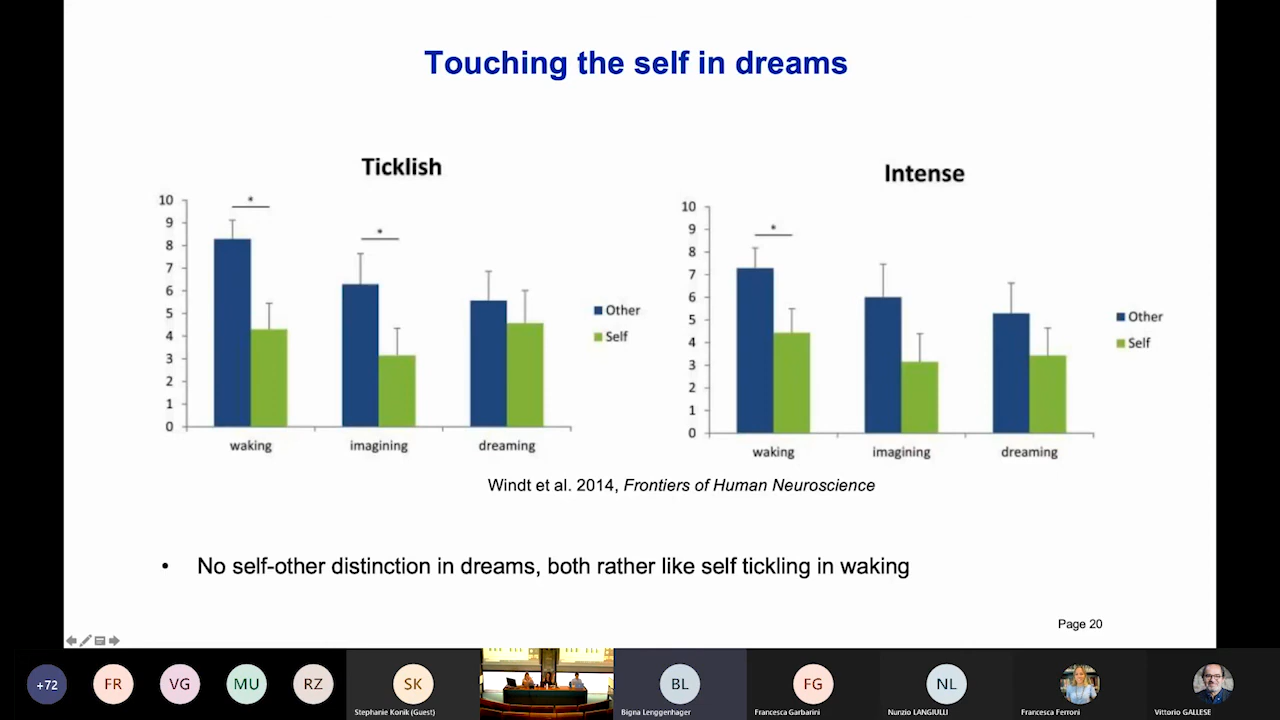 Touching the self in dreams
Ticklish
10
9
8
7
6
5
4
3
2
1
0
*
*
waking
imagining
dreaming
Other
Self
Intense
10
9
8
7
6
5
4
3
2
1
0
*
waking
imagining
dreaming
Other
Self
Windt et al. 2014, Frontiers of Human Neuroscience
• No self-other distinction in dreams, both rather like self tickling in waking
Page 20
+72
FR
VG
MU
RZ
SK
Stephanie Konik (Guest)
BL
Bigna Lenggenhager
FG
Francesca Garbarini
NL
Nunzio LANGIULLI
Francesca Ferroni
Vittorio GALLESE